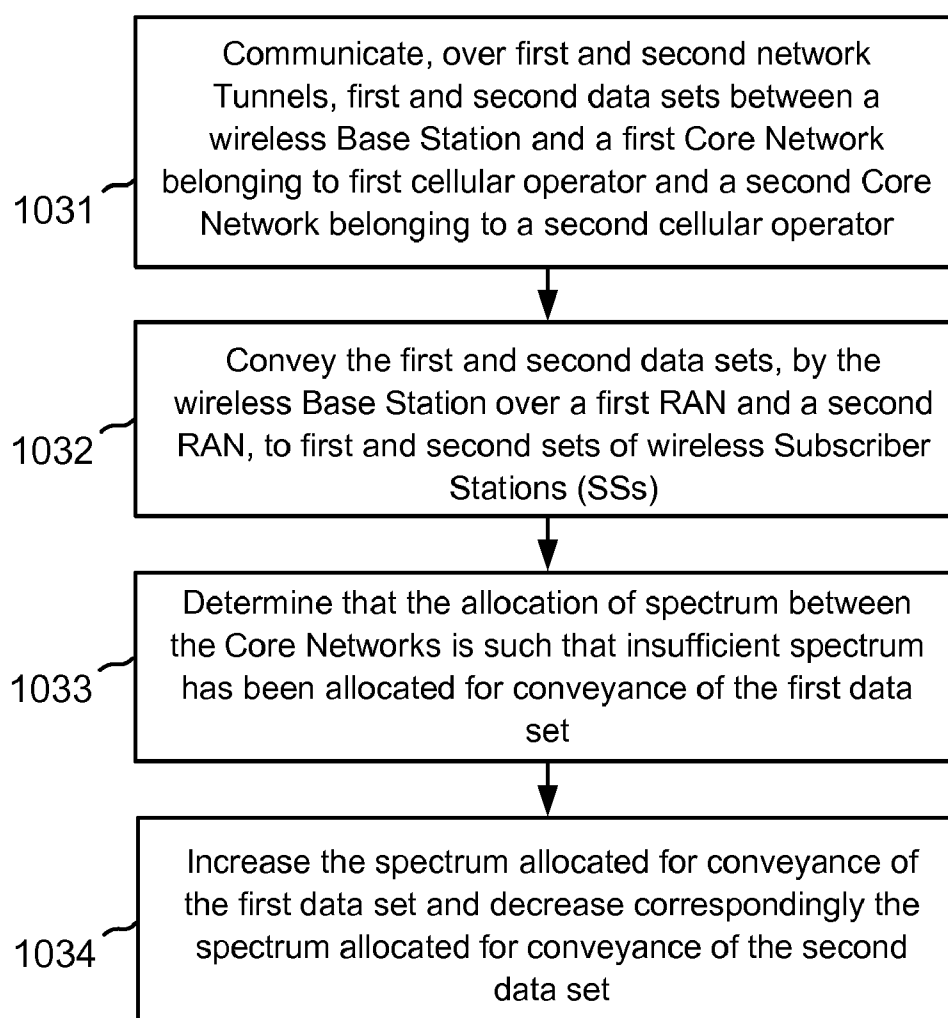 Communicate, over first and second network
Tunnels, first and second data sets between a
wireless Base Station and a first Core Network
belonging to first cellular operator and a second Core
Network belonging to a second cellular operator
1031
Convey the first and second data sets, by the
wireless Base Station over a first RAN and a second
RAN, to first and second sets of wireless Subscriber
Stations (SSs)
1032
Determine that the allocation of spectrum between
the Core Networks is such that insufficient spectrum
has been allocated for conveyance of the first data
set
1033
Increase the spectrum allocated for conveyance of
the first data set and decrease correspondingly the
spectrum allocated for conveyance of the second
data set
1034